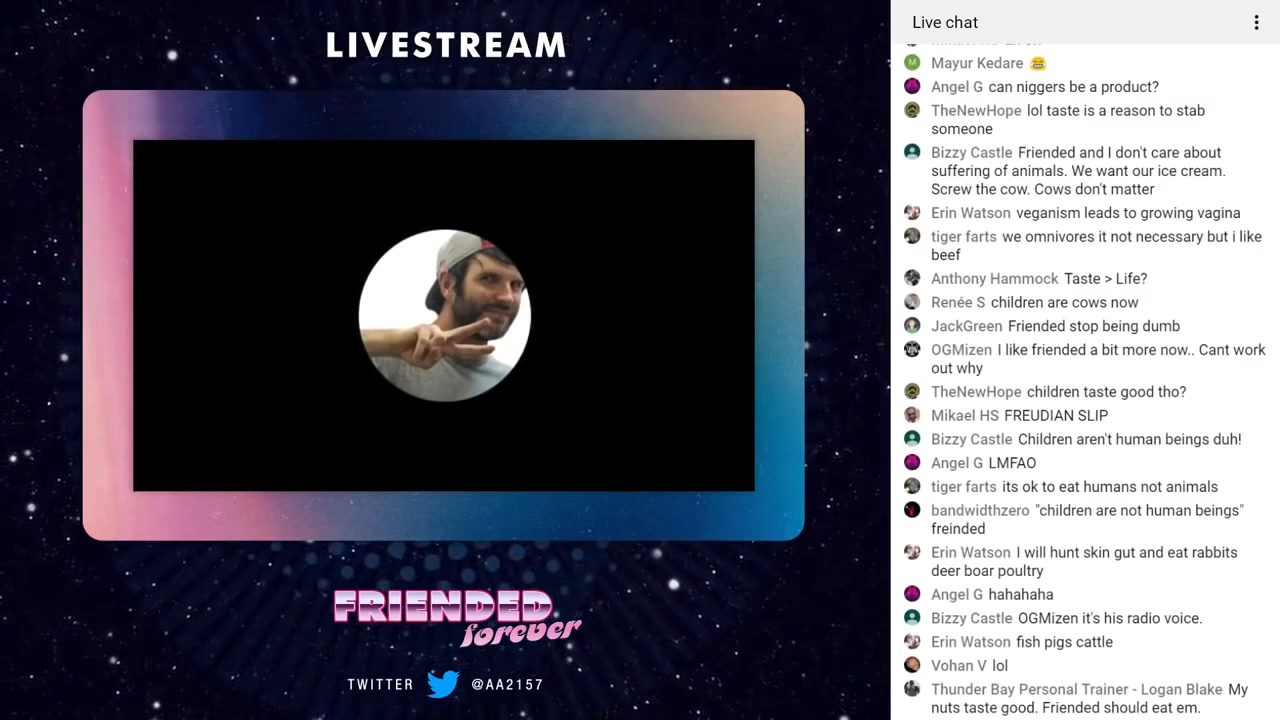 LIVESTREAM
FRIENDED
forever
TWITTER @AA2157
Live chat
Mayur Kedare 😂
Angel G can niggers be a product?
TheNewHope lol taste is a reason to stab
someone
Bizzy Castle Friended and I don't care about
suffering of animals. We want our ice cream.
Screw the cow. Cows don't matter
Erin Watson veganism leads to growing vagina
tiger farts we omnivores it not necessary but i like
beef
Anthony Hammock Taste > Life?
Renée S children are cows now
JackGreen Friended stop being dumb
OGMizen I like friended a bit more now.. Cant work
out why
TheNewHope children taste good tho?
Mikael HS FREUDIAN SLIP
Bizzy Castle Children aren't human beings duh!
Angel G LMFAO
tiger farts its ok to eat humans not animals
bandwidthzero "children are not human beings"
freinded
Erin Watson I will hunt skin gut and eat rabbits
deer boar poultry
Angel G hahahaha
Bizzy Castle OGMizen it's his radio voice.
Erin Watson fish pigs cattle
Vohan V lol
Thunder Bay Personal Trainer - Logan Blake My
nuts taste good. Friended should eat em.